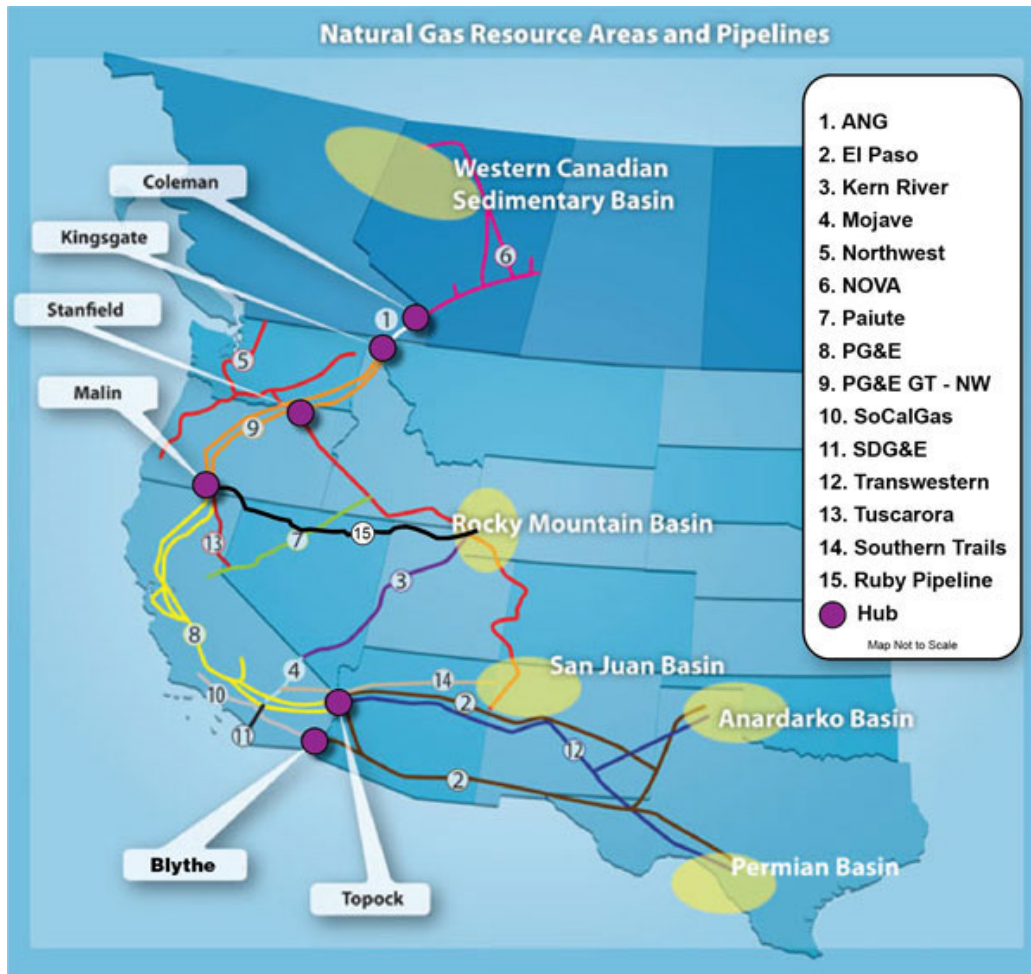 Natural Gas Resource Areas and Pipelines
1. ANG
2. El Paso
3. Kern River
4. Mojave
5. Northwest
6. NOVA
7. Paiute
8. PG&E
9. PG&E GT - NW
10. SoCalGas
11. SDG&E
12. Transwestern
13. Tuscarora
14. Southern Trails
15. Ruby Pipeline
Hub
Map Not to Scale
Western Canadian
Sedimentary Basin
Coleman
Kingsgate
Stanfield
Malin
6
1
5
9
Rocky Mountain Basin
15
7
13
3
8
4
San Juan Basin
14
10
2
Anardarko Basin
11
12
2
Blythe
Topock
Permian Basin